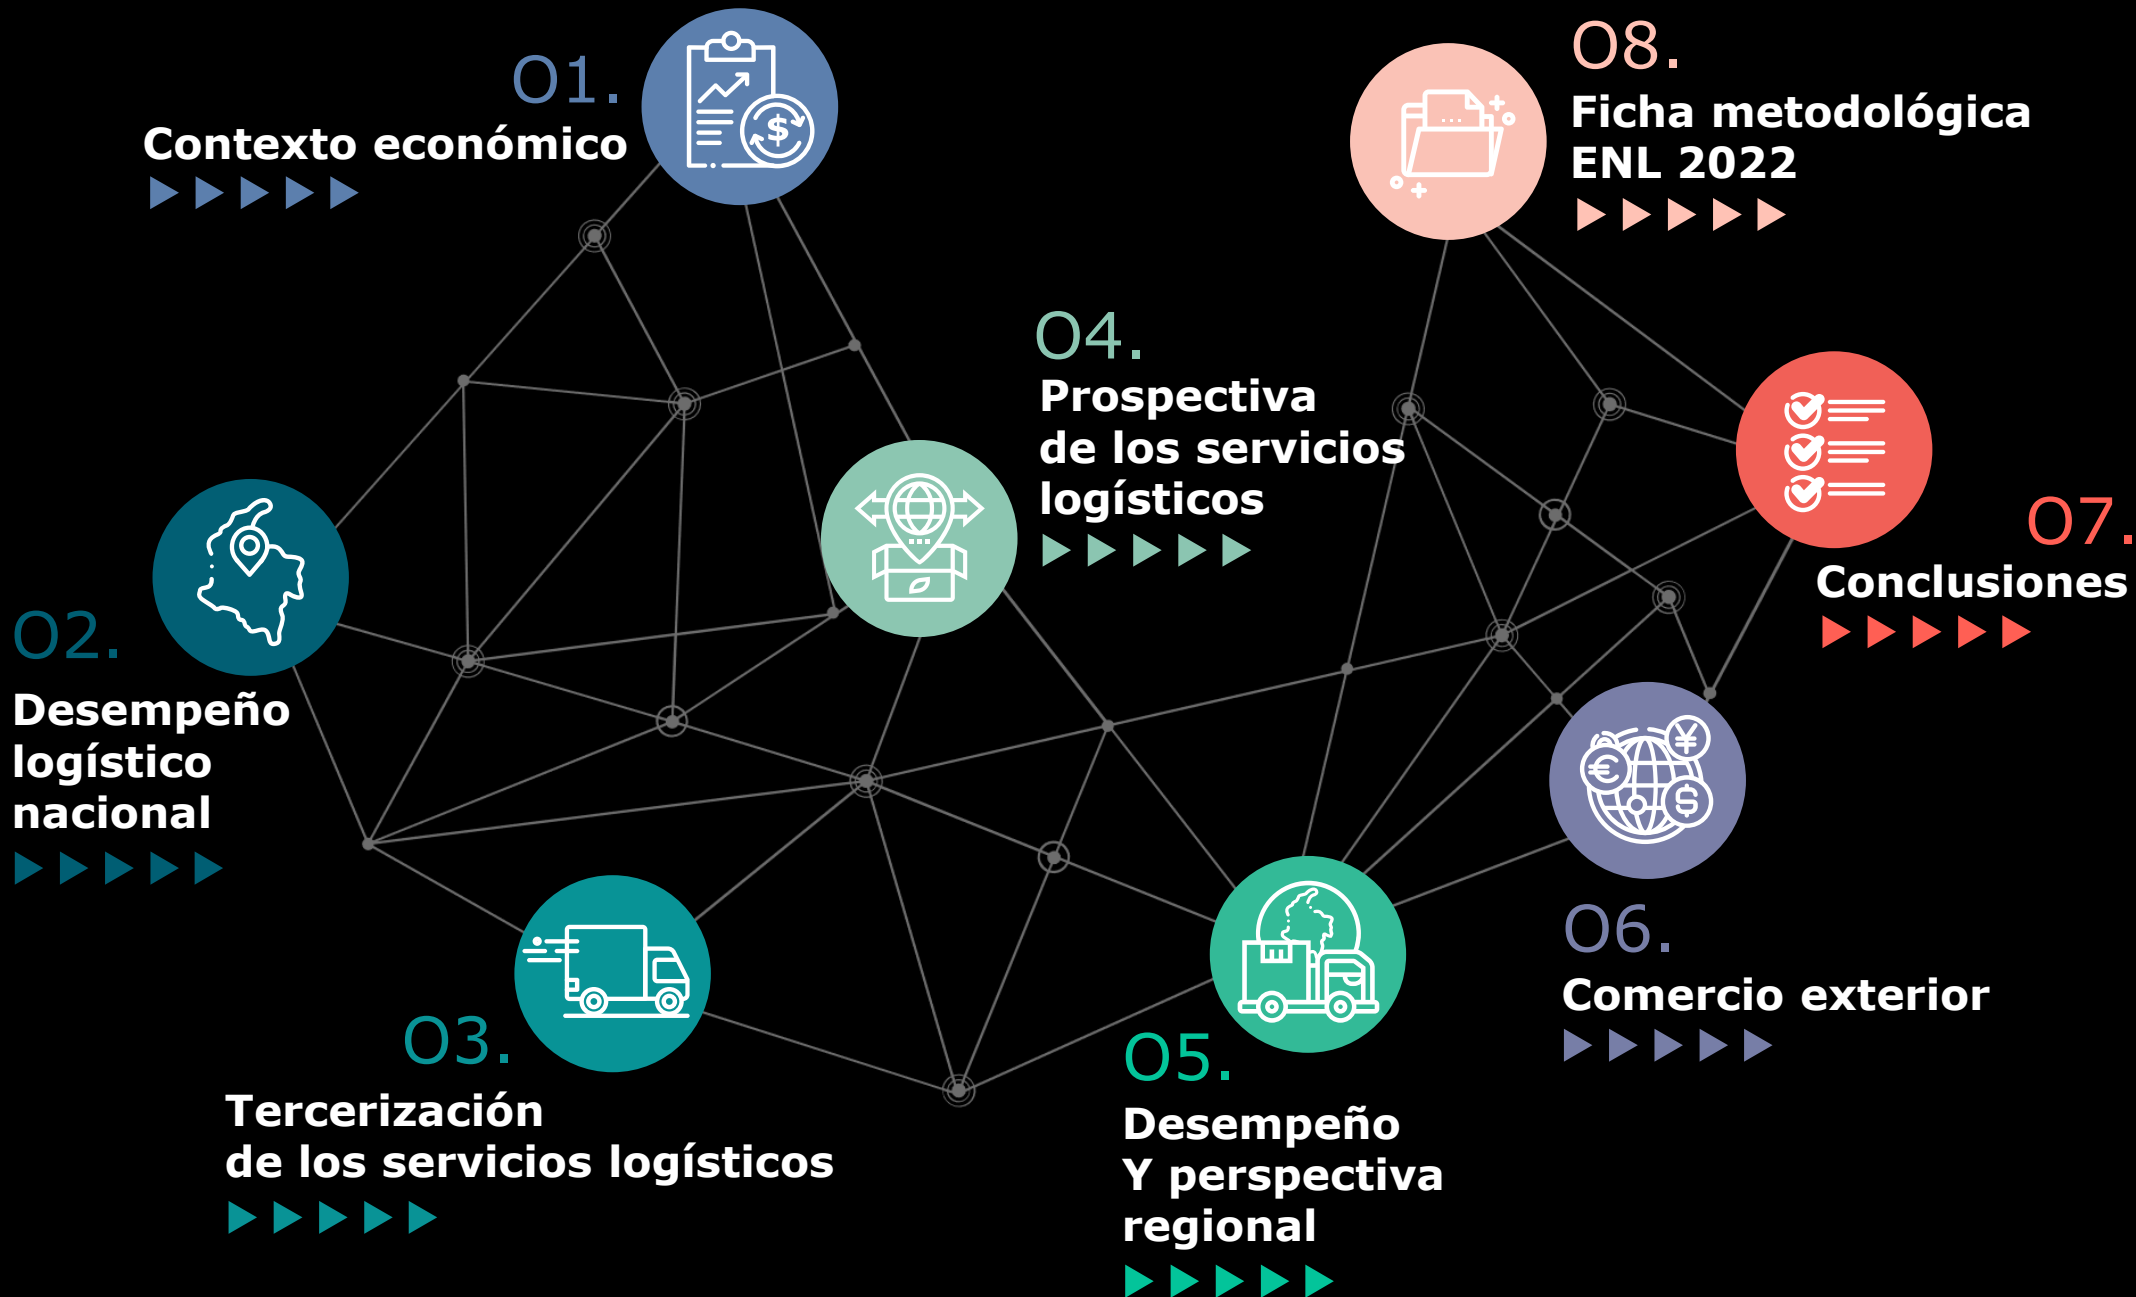 01.
Contexto económico
02.
Desempeño
logístico
nacional
03.
Tercerización
de los servicios logísticos
04.
Prospectiva
de los servicios
logísticos
05.
Desempeño
Y perspectiva
regional
06.
Comercio exterior
07.
Conclusiones
08.
Ficha metodológica
ENL 2022